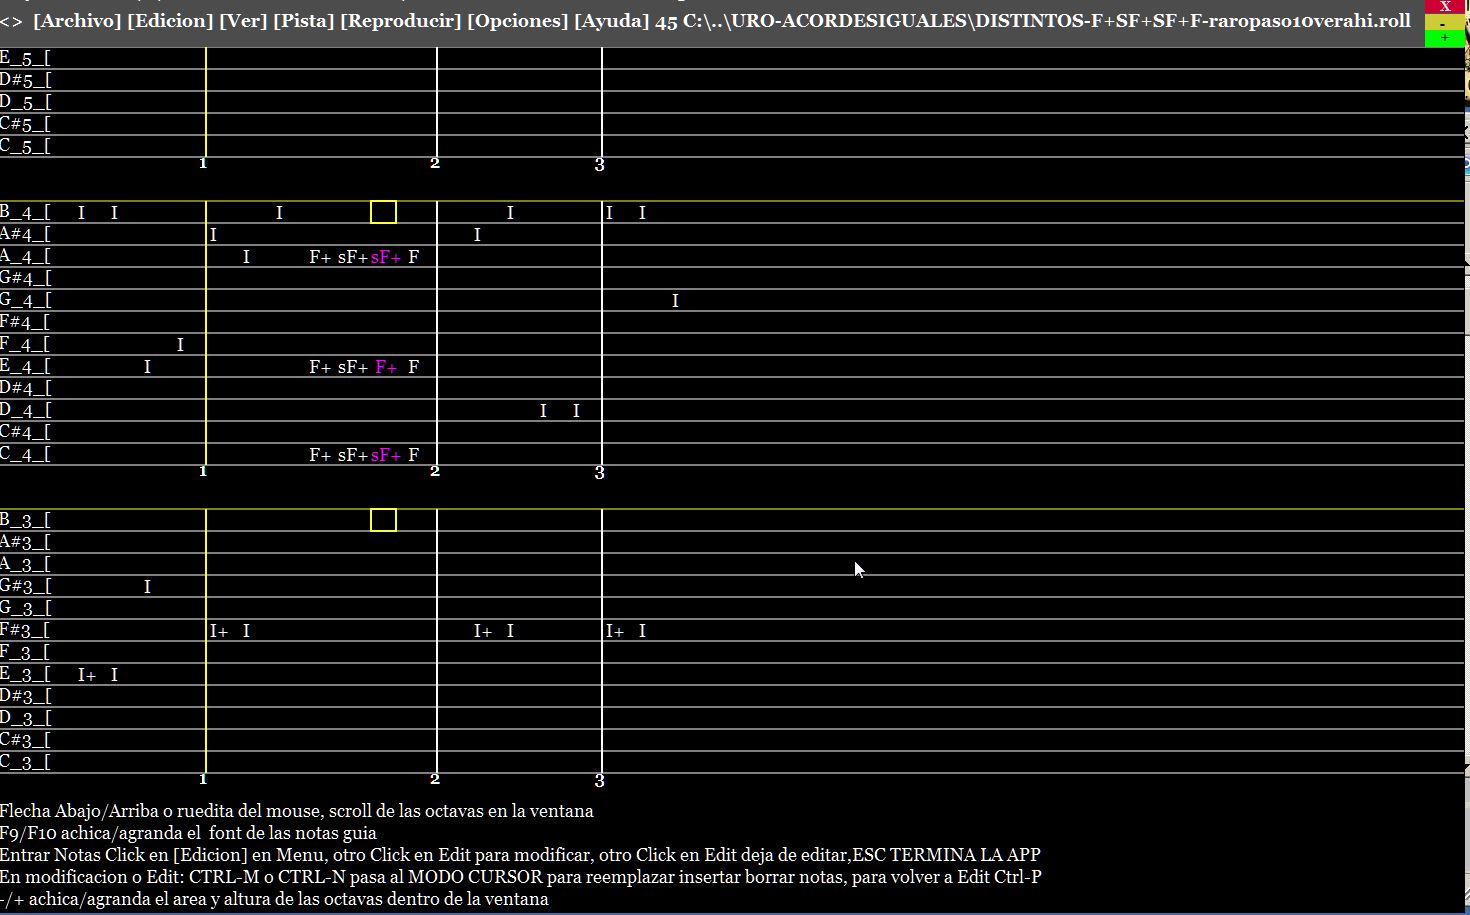 <> [Archivo] [Edicion] [Ver] [Pista] [Reproducir] [Opciones] [Ayuda] 45 C:\..\URO-ACORDESIGUALES\DISTINTOS-F+SF+SF+F-raropaso10verahi.roll X
-
+
E_5_[
D#5_[
D_5_[
C#5_[
C_5_[
1 2 3
B_4_[ I I I I I I
A#4_[ I I
A_4_[ I F+ sF+ sF+ F
G#4_[
G_4_[ I
F#4_[
F_4_[ I
E_4_[ I F+ sF+ F+ F
D#4_[
D_4_[ I I
C#4_[
C_4_[ F+ sF+ sF+ F
1 2 3
B_3_[
A#3_[
A_3_[
G#3_[ I
G_3_[
F#3_[ I+ I I+ I I+ I
F_3_[
E_3_[ I+ I
D#3_[
D_3_[
C#3_[
C_3_[
1 2 3
Flecha Abajo/Arriba o ruedita del mouse, scroll de las octavas en la ventana
F9/F10 achica/agranda el font de las notas guia
Entrar Notas Click en [Edicion] en Menu, otro Click en Edit para modificar, otro Click en Edit deja de editar,ESC TERMINA LA APP
En modificacion o Edit: CTRL-M o CTRL-N pasa al MODO CURSOR para reemplazar insertar borrar notas, para volver a Edit Ctrl-P
-/+ achica/agranda el area y altura de las octavas dentro de la ventana